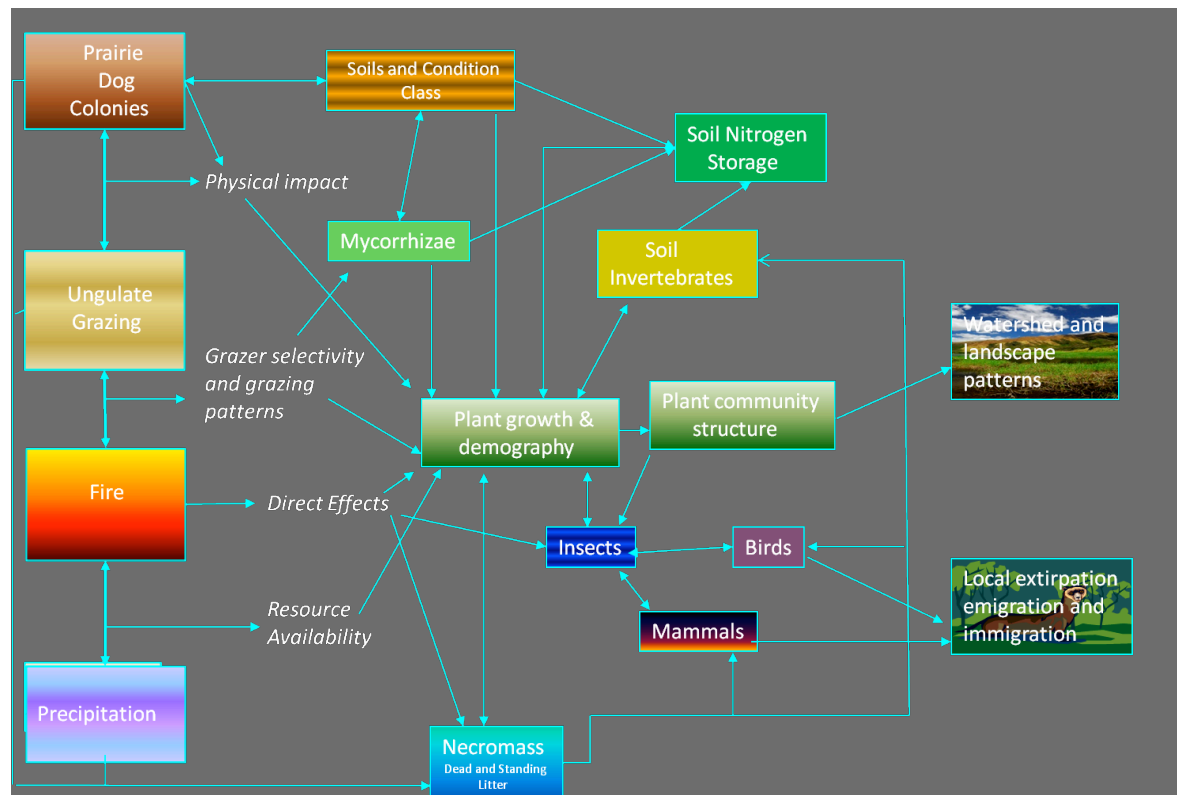 Prairie
Dog
Colonies
Soils and Condition
Class
Soil Nitrogen
Storage
Physical impact
Mycorrhizae
Soil
Invertebrates
Ungulate
Grazing
Watershed and
landscape
patterns
Grazer selectivity
and grazing
patterns
Plant growth &
demography
Plant community
structure
Fire
Direct Effects
Insects
Birds
Local extirpation
emigration and
immigration
Resource
Availability
Mammals
Precipitation
Necromass
Dead and Standing
Litter